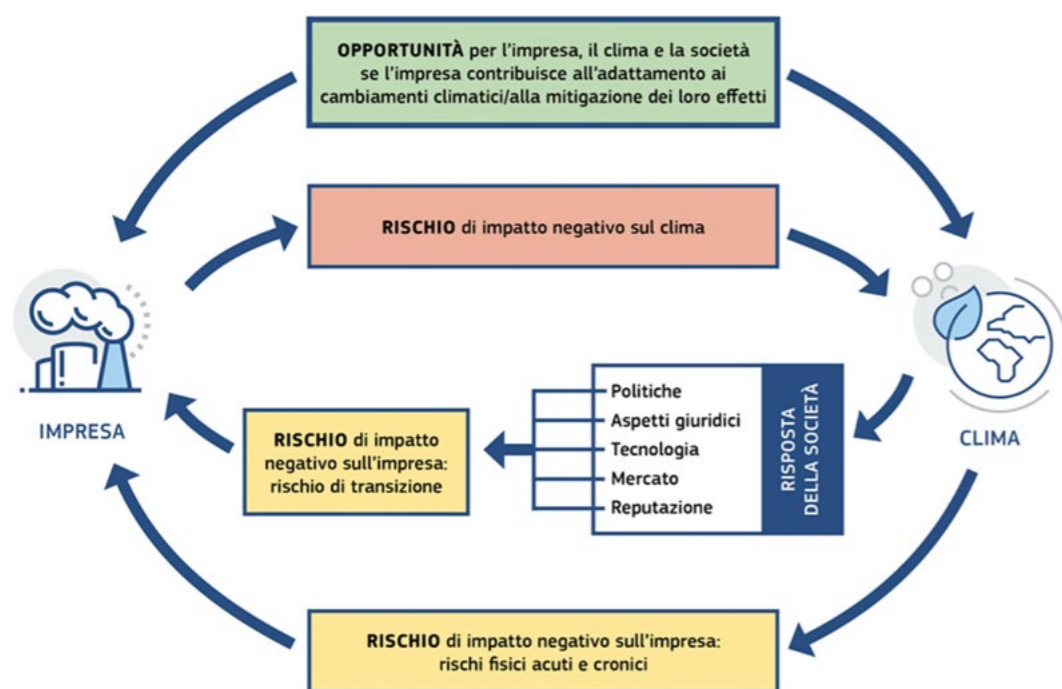 OPPORTUNITÀ per l'impresa, il clima e la società
se l'impresa contribuisce all'adattamento ai
cambiamenti climatici/alla mitigazione dei loro effetti
RISCHIO di impatto negativo sul clima
IMPRESA
RISCHIO di impatto
negativo sull'impresa:
rischio di transizione
Politiche
Aspetti giuridici
Tecnologia
Mercato
Reputazione
RISPOSTA
DELLA SOCIETÀ
CLIMA
RISCHIO di impatto negativo sull'impresa:
rischi fisici acuti e cronici